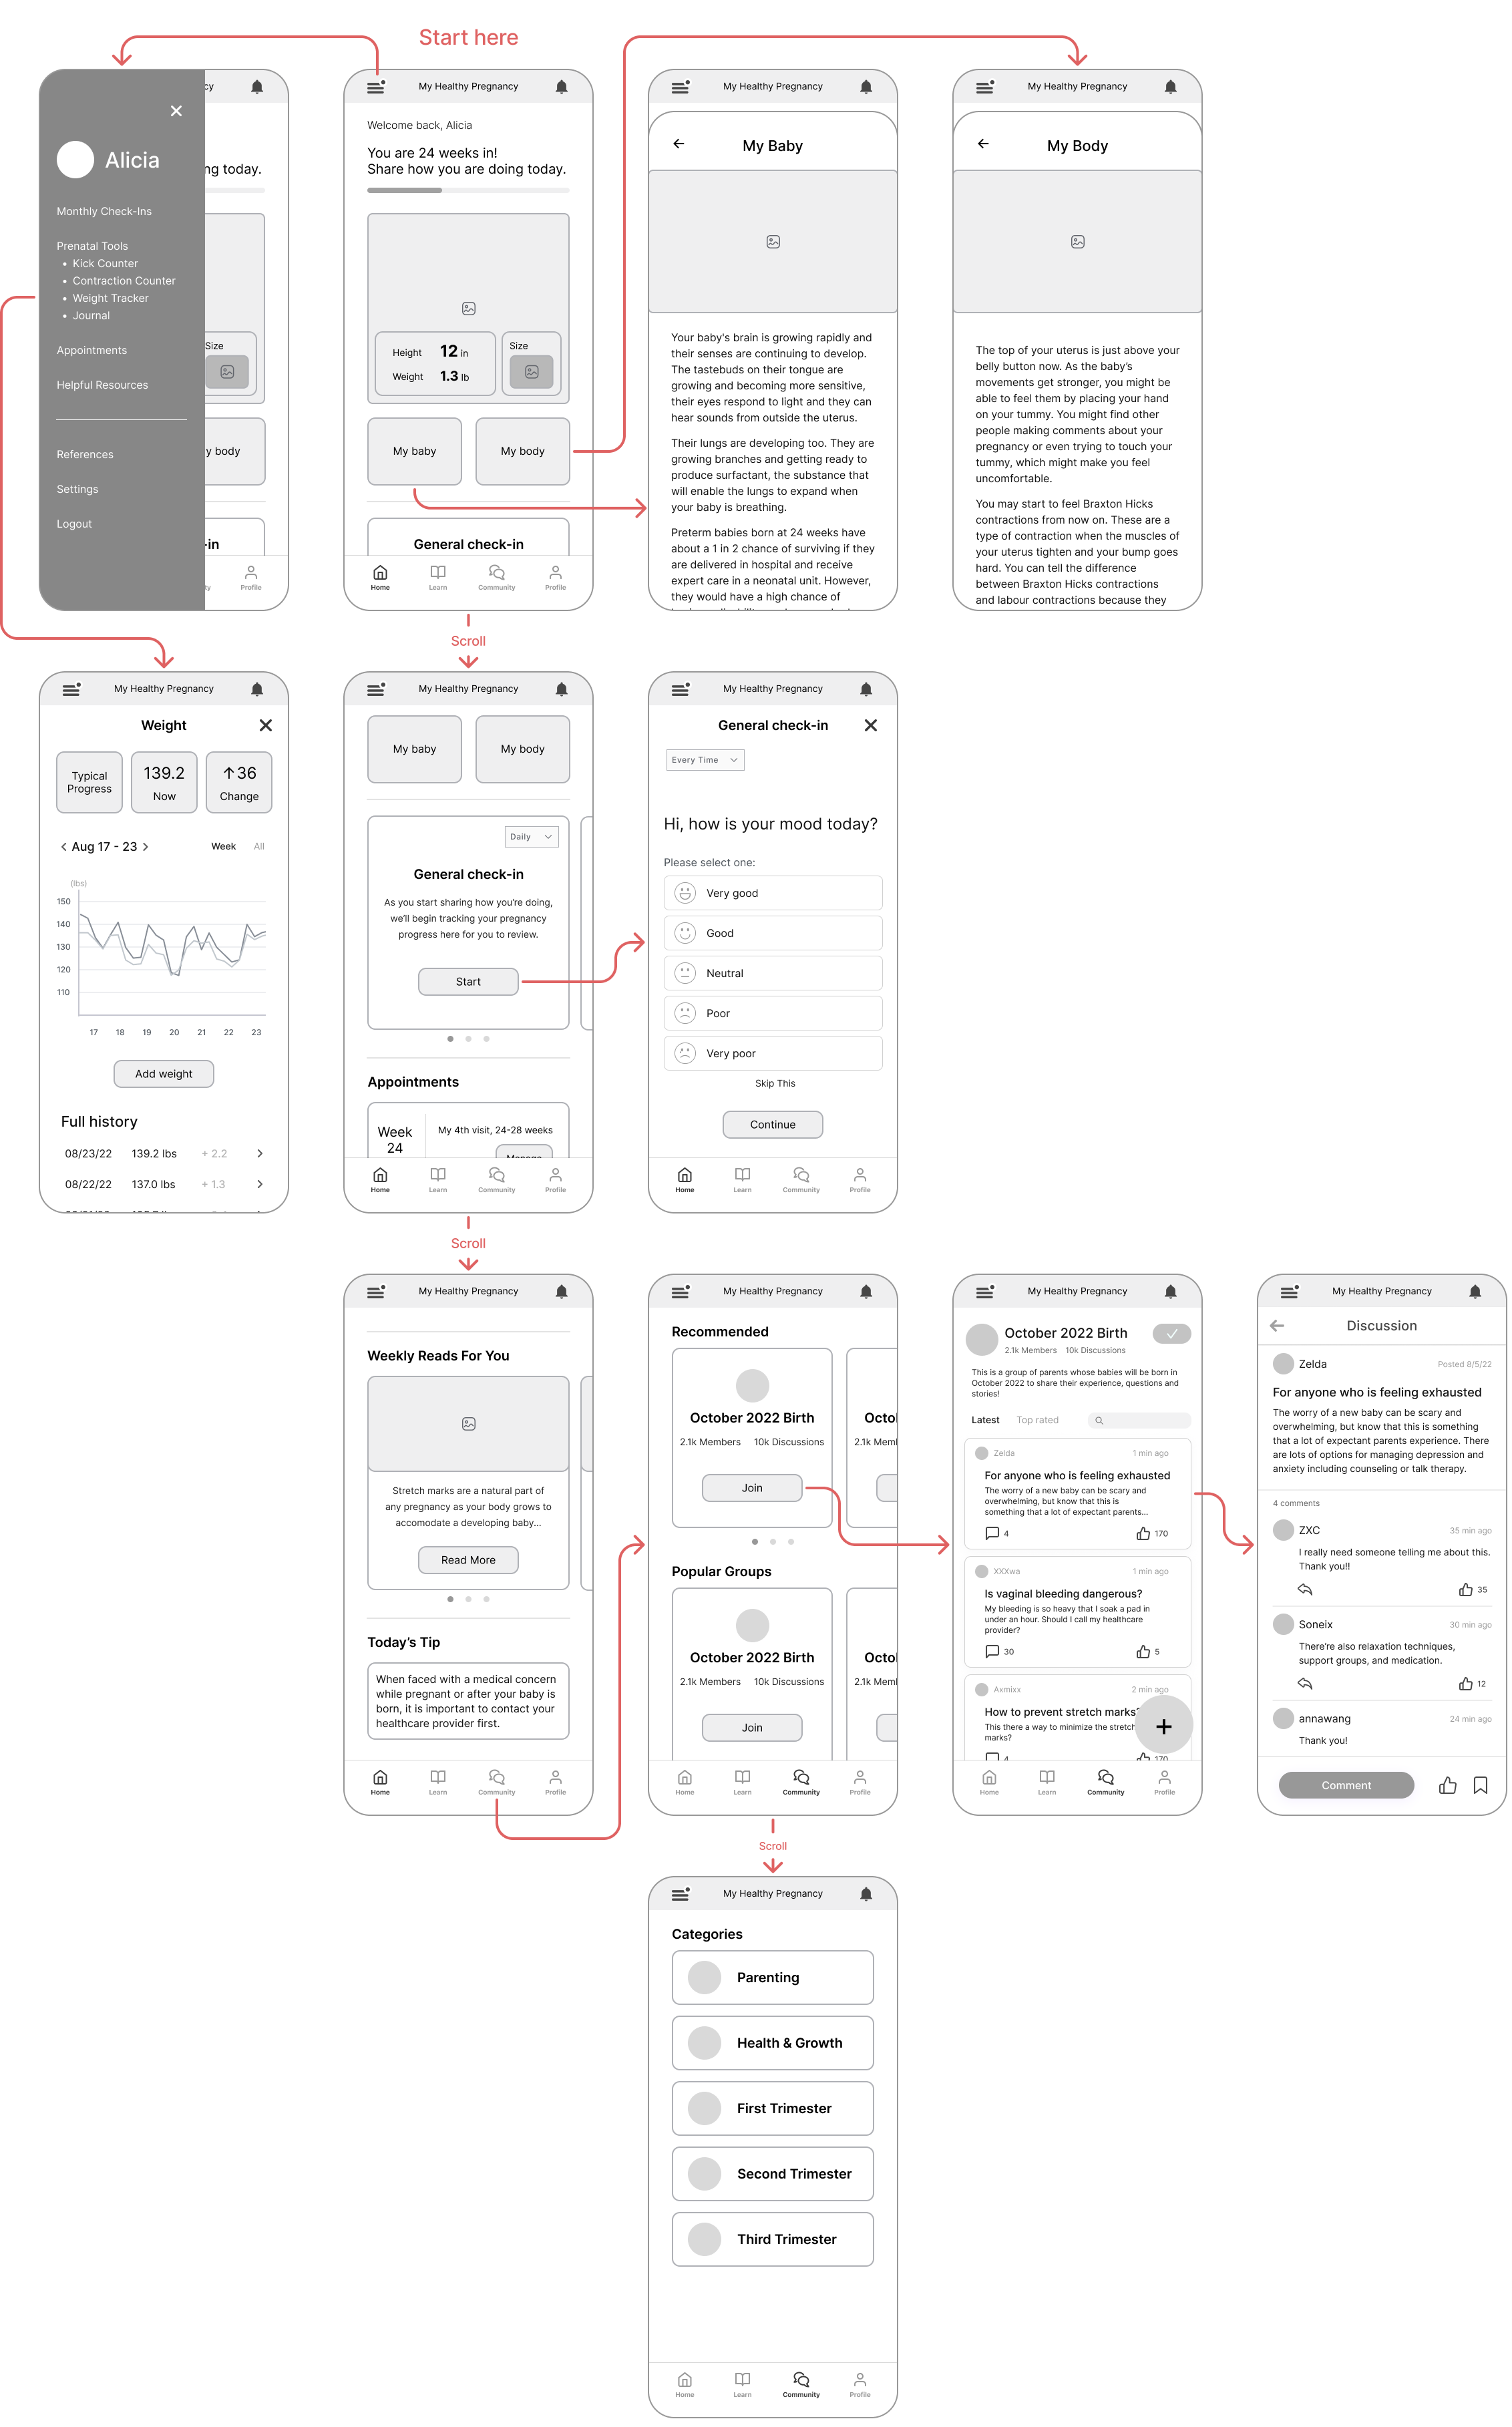 Start here
cy
Alicia
ng today.
Monthly Check-Ins
Prenatal Tools
• Kick Counter
• Contraction Counter
• Weight Tracker
• Journal
Appointments
Helpful Resources
References
Settings
Logout
Size
y body
-in
ty
Profile
My Healthy Pregnancy
Welcome back, Alicia
You are 24 weeks in!
Share how you are doing today.
Height 12 in
Weight 1.3 lb
Size
My baby
My body
General check-in
Home
Learn
Community
Profile
My Healthy Pregnancy
My Baby
Your baby's brain is growing rapidly and
their senses are continuing to develop.
The tastebuds on their tongue are
growing and becoming more sensitive,
their eyes respond to light and they can
hear sounds from outside the uterus.
Their lungs are developing too. They are
growing branches and getting ready to
produce surfactant, the substance that
will enable the lungs to expand when
your baby is breathing.
Preterm babies born at 24 weeks have
about a 1 in 2 chance of surviving if they
are delivered in hospital and receive
expert care in a neonatal unit. However,
they would have a high chance of
My Healthy Pregnancy
My Body
The top of your uterus is just above your
belly button now. As the baby's
movements get stronger, you might be
able to feel them by placing your hand
on your tummy. You might find other
people making comments about your
pregnancy or even trying to touch your
tummy, which might make you feel
uncomfortable.
You may start to feel Braxton Hicks
contractions from now on. These are a
type of contraction when the muscles of
your uterus tighten and your bump goes
hard. You can tell the difference
between Braxton Hicks contractions
and labour contractions because they
Scroll
My Healthy Pregnancy
Weight
Typical
Progress
139.2
Now
↑36
Change
Aug 17 - 23
Week
All
(lbs)
150
140
130
120
110
17 18 19 20 21 22 23
Add weight
Full history
08/23/22 139.2 lbs + 2.2
08/22/22 137.0 lbs + 1.3
My Healthy Pregnancy
My baby
My body
Daily
General check-in
As you start sharing how you're doing,
we'll begin tracking your pregnancy
progress here for you to review.
Start
Appointments
Week
24
My 4th visit, 24-28 weeks
Manage
Home
Learn
Community
Profile
My Healthy Pregnancy
General check-in
Every Time
Hi, how is your mood today?
Please select one:
Very good
Good
Neutral
Poor
Very poor
Skip This
Continue
Home
Learn
Community
Profile
Scroll
My Healthy Pregnancy
Weekly Reads For You
Stretch marks are a natural part of
any pregnancy as your body grows to
accomodate a developing baby...
Read More
Today's Tip
When faced with a medical concern
while pregnant or after your baby is
born, it is important to contact your
healthcare provider first.
Home
Learn
Community
Profile
My Healthy Pregnancy
Recommended
October 2022 Birth
2.1k Members 10k Discussions
Join
Octol
2.1k Meml
Popular Groups
October 2022 Birth
2.1k Members 10k Discussions
Join
Octol
2.1k Meml
Home
Learn
Community
Profile
My Healthy Pregnancy
October 2022 Birth
2.1k Members 10k Discussions
This is a group of parents whose babies will be born in
October 2022 to share their experience, questions and
stories!
Latest
Top rated
Zelda
1 min ago
For anyone who is feeling exhausted
The worry of a new baby can be scary and
overwhelming, but know that this is
something that a lot of expectant parents...
4
170
XXXwa
1 min ago
Is vaginal bleeding dangerous?
My bleeding is so heavy that I soak a pad in
under an hour. Should I call my healthcare
provider?
30
5
Axmixx
2 min ago
How to prevent stretch marks?
This there a way to minimize the stretch
marks?
4
170
+
Home
Learn
Community
Profile
My Healthy Pregnancy
Discussion
Zelda
Posted 8/5/22
For anyone who is feeling exhausted
The worry of a new baby can be scary and
overwhelming, but know that this is something
that a lot of expectant parents experience. There
are lots of options for managing depression and
anxiety including counseling or talk therapy.
4 comments
ZXC
35 min ago
I really need someone telling me about this.
Thank you!!
35
Soneix
30 min ago
There're also relaxation techniques,
support groups, and medication.
12
annawang
24 min ago
Thank you!
Comment
Scroll
My Healthy Pregnancy
Categories
Parenting
Health & Growth
First Trimester
Second Trimester
Third Trimester
Home
Learn
Community
Profile